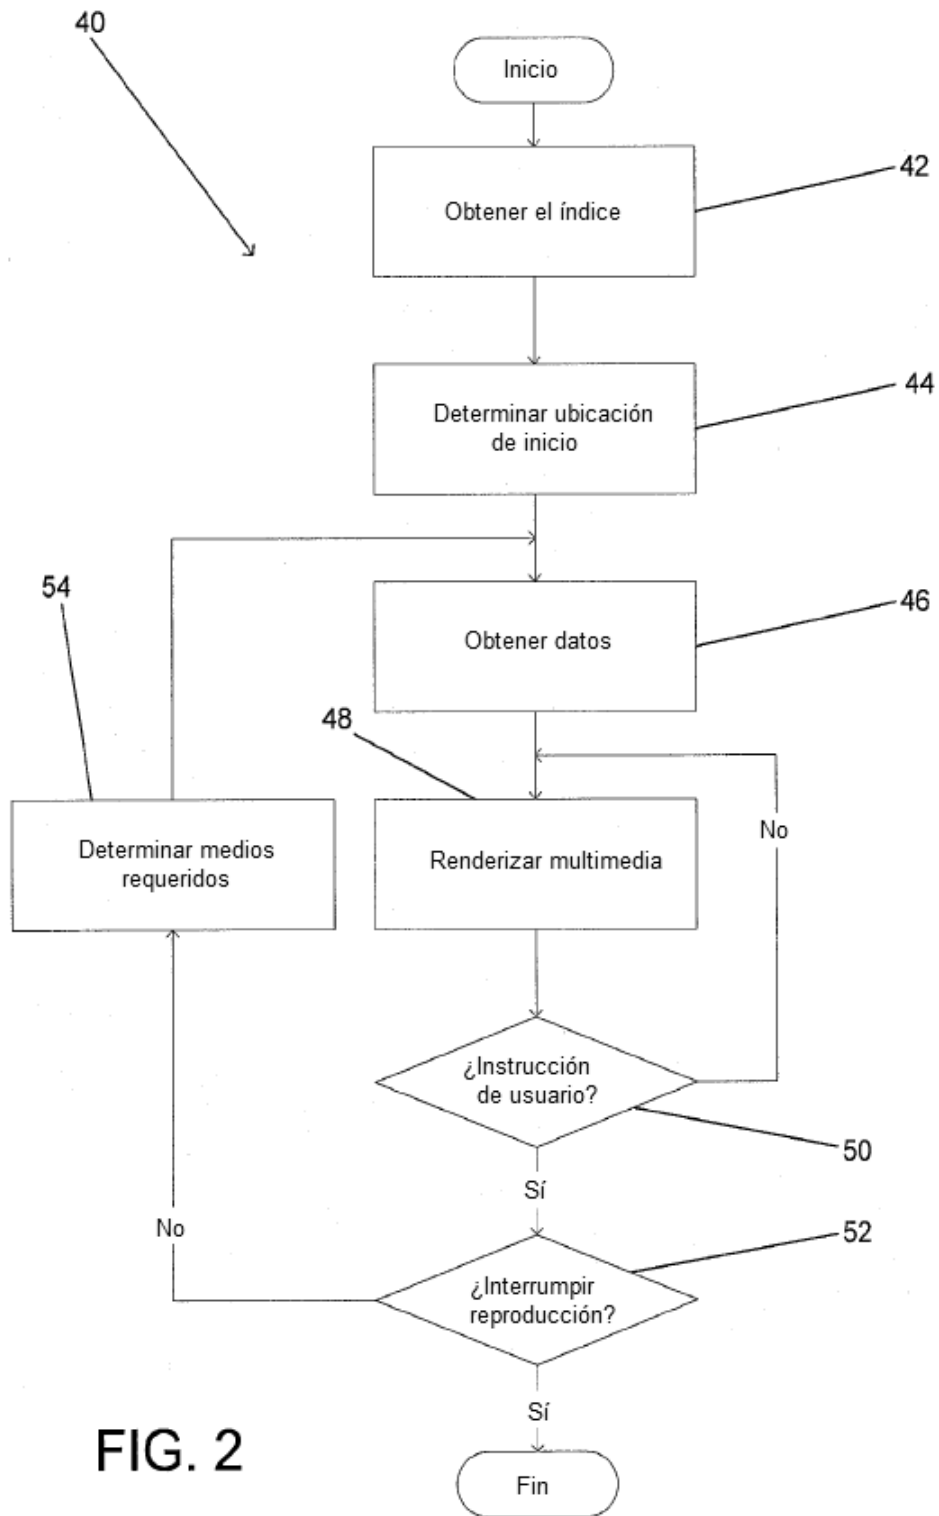 40
Inicio
42
Obtener el índice
44
Determinar ubicación
de inicio
54
46
Obtener datos
48
No
Determinar medios
requeridos
Renderizar multimedia
¿Instrucción
de usuario?
50
Sí
No
52
¿Interrumpir
reproducción?
Sí
FIG. 2
Fin